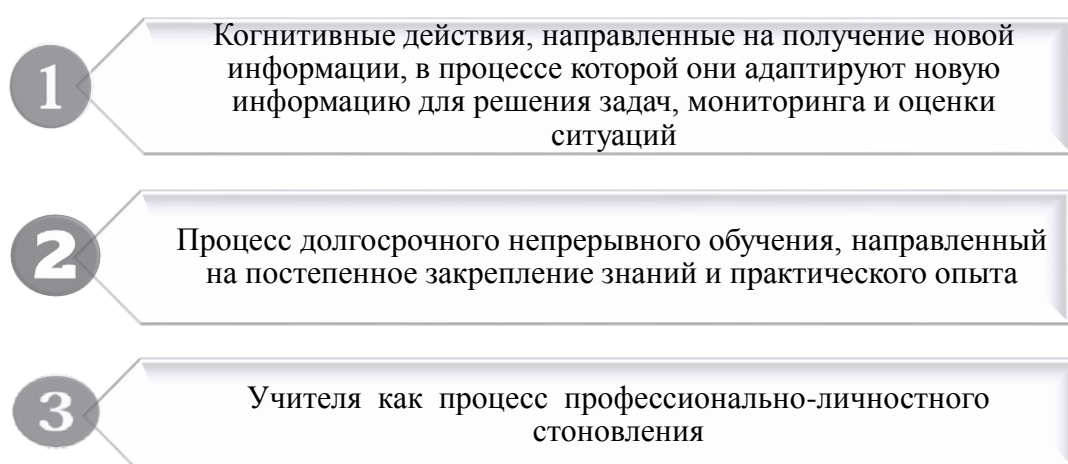 1
Когнитивные действия, направленные на получение новой
информации, в процессе которой они адаптируют новую
информацию для решения задач, мониторинга и оценки
ситуаций
2
Процесс долгосрочного непрерывного обучения, направленный
на постепенное закрепление знаний и практического опыта
3
Учителя как процесс профессионально-личностного
стоновления